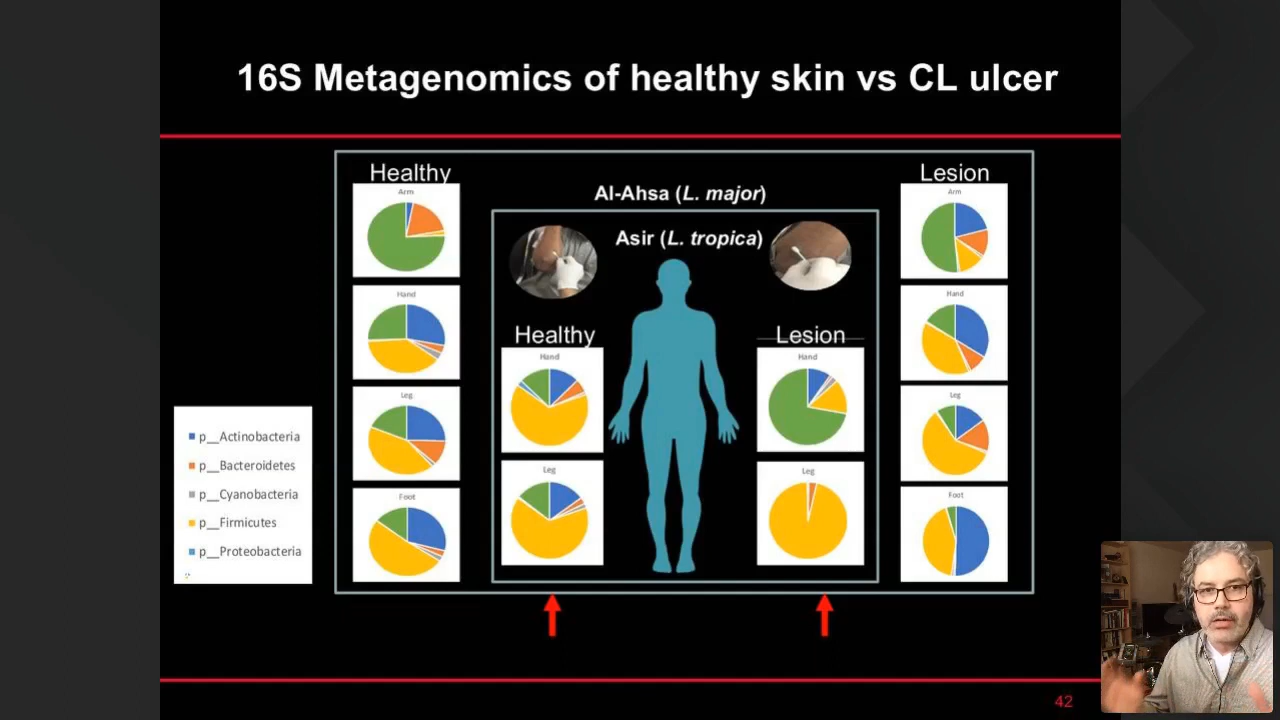 16S Metagenomics of healthy skin vs CL ulcer
Healthy
Arm
Hand
Leg
Foot
Al-Ahsa (L. major)
Asir (L. tropica)
Healthy
Hand
Leg
Lesion
Hand
Leg
Lesion
Arm
Hand
Leg
Foot
p__Actinobacteria
p__Bacteroidetes
p__Cyanobacteria
p__Firmicutes
p__Proteobacteria
42